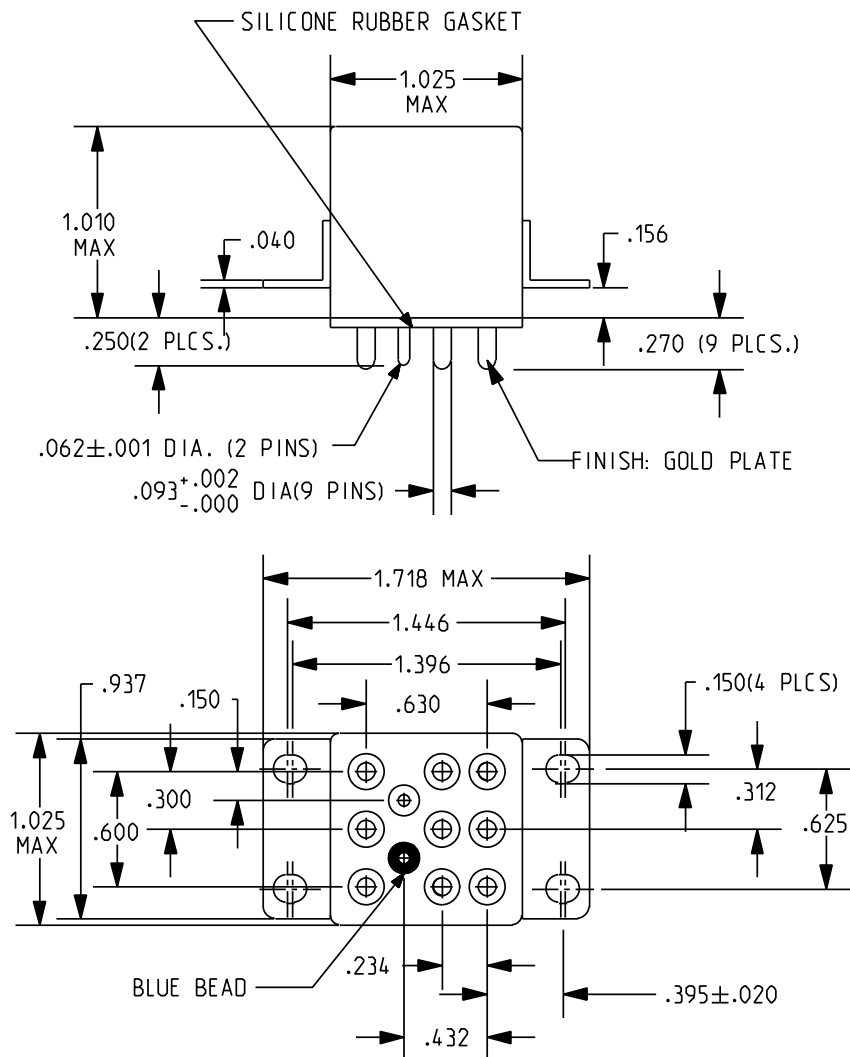 SILICONE RUBBER GASKET
1.025
MAX
1.010
MAX
.040
.156
.250(2 PLCS.)
.270 (9 PLCS.)
.062±.001 DIA. (2 PINS)
FINISH: GOLD PLATE
.093+.002
-.000
DIA(9 PINS)
1.718 MAX
1.446
1.396
.937
.150
.630
.150(4 PLCS)
.300
.312
1.025
MAX
.600
.625
.234
BLUE BEAD
.395±.020
.432